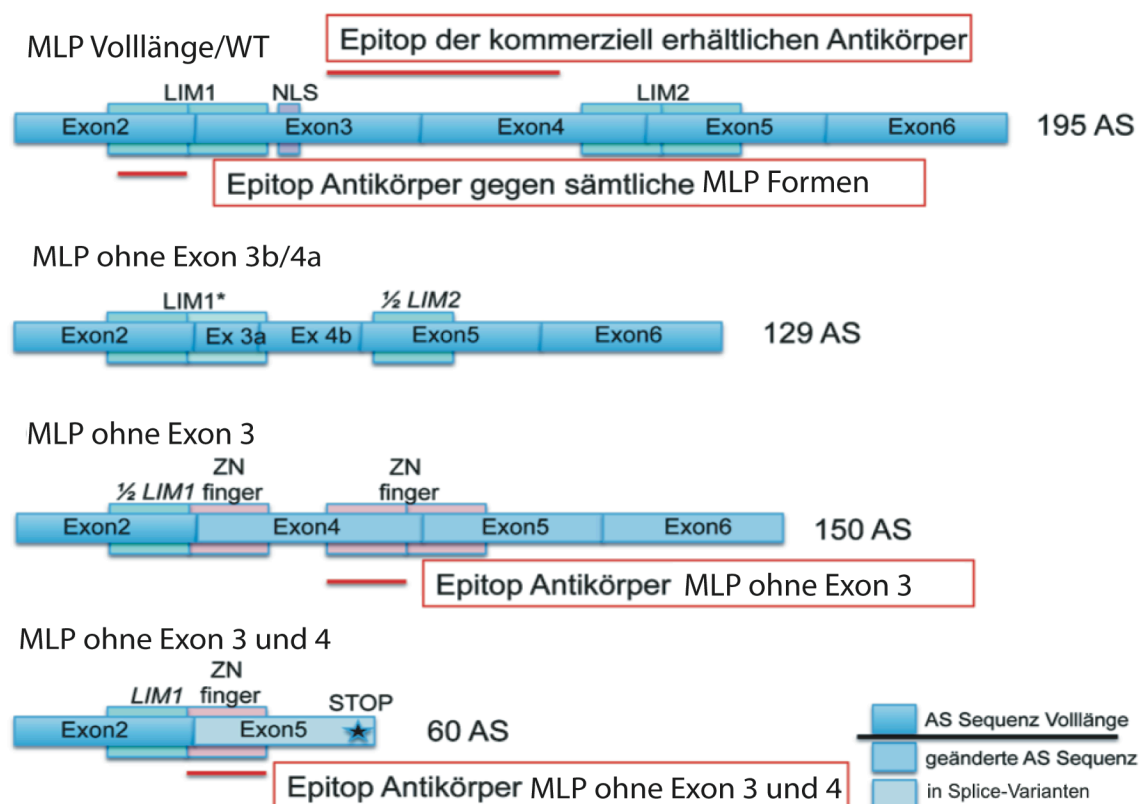 MLP Volllänge/WT
Epitop der kommerziell erhältlichen Antikörper
LIM1 NLS LIM2
Exon2 Exon3 Exon4 Exon5 Exon6 195 AS
Epitop Antikörper gegen sämtliche MLP Formen
MLP ohne Exon 3b/4a
LIM1* ½ LIM2
Exon2 Ex 3a Ex 4b Exon5 Exon6 129 AS
MLP ohne Exon 3
ZN ZN
½ LIM1 finger finger
Exon2 Exon4 Exon5 Exon6 150 AS
Epitop Antikörper MLP ohne Exon 3
MLP ohne Exon 3 und 4
ZN
LIM1 finger STOP
Exon2 Exon5 60 AS
Epitop Antikörper MLP ohne Exon 3 und 4
AS Sequenz Volllänge
geänderte AS Sequenz
in Splice-Varianten